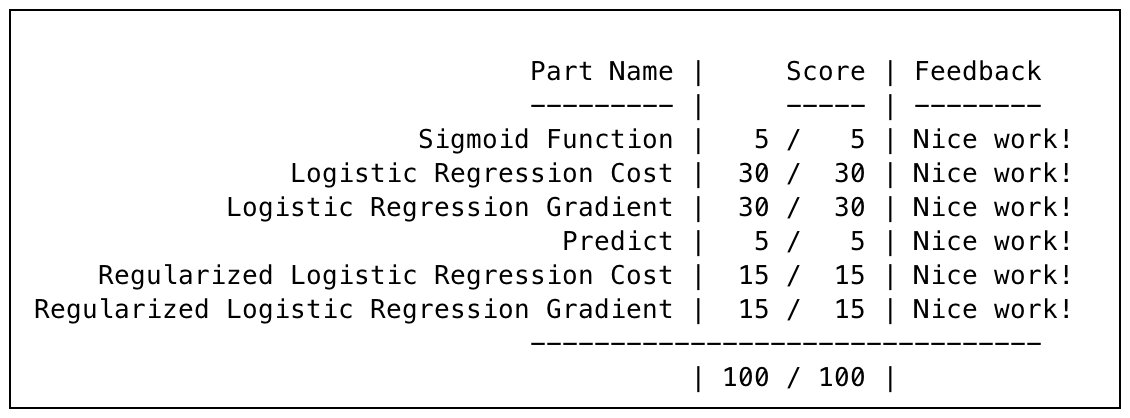 Part Name | Score | Feedback
--------- | ----- | --------
Sigmoid Function | 5 / 5 | Nice work!
Logistic Regression Cost | 30 / 30 | Nice work!
Logistic Regression Gradient | 30 / 30 | Nice work!
Predict | 5 / 5 | Nice work!
Regularized Logistic Regression Cost | 15 / 15 | Nice work!
Regularized Logistic Regression Gradient | 15 / 15 | Nice work!
--------------------------------
| 100 / 100 |